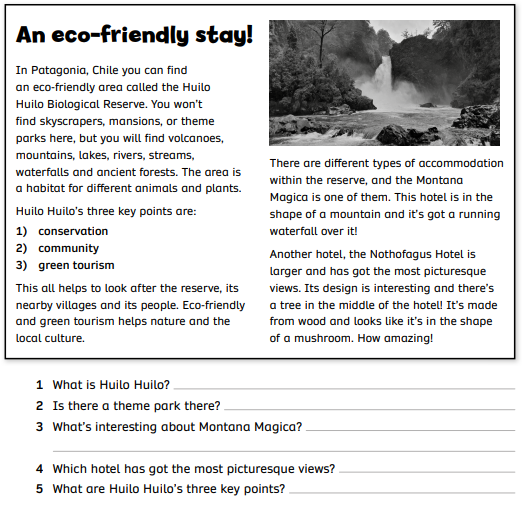 An eco-friendly stay!
In Patagonia, Chile you can find
an eco-friendly area called the Huilo
Huilo Biological Reserve. You won't
find skyscrapers, mansions, or theme
parks here, but you will find volcanoes,
mountains, lakes, rivers, streams,
waterfalls and ancient forests. The area is
a habitat for different animals and plants.
Huilo Huilo's three key points are:
1) conservation
2) community
3) green tourism
This all helps to look after the reserve, its
nearby villages and its people. Eco-friendly
and green tourism helps nature and the
local culture.
There are different types of accommodation
within the reserve, and the Montana
Magica is one of them. This hotel is in the
shape of a mountain and it's got a running
waterfall over it!
Another hotel, the Nothofagus Hotel is
larger and has got the most picturesque
views. Its design is interesting and there's
a tree in the middle of the hotel! It's made
from wood and looks like it's in the shape
of a mushroom. How amazing!
1 What is Huilo Huilo?
2 Is there a theme park there?
3 What's interesting about Montana Magica?
4 Which hotel has got the most picturesque views?
5 What are Huilo Huilo's three key points?